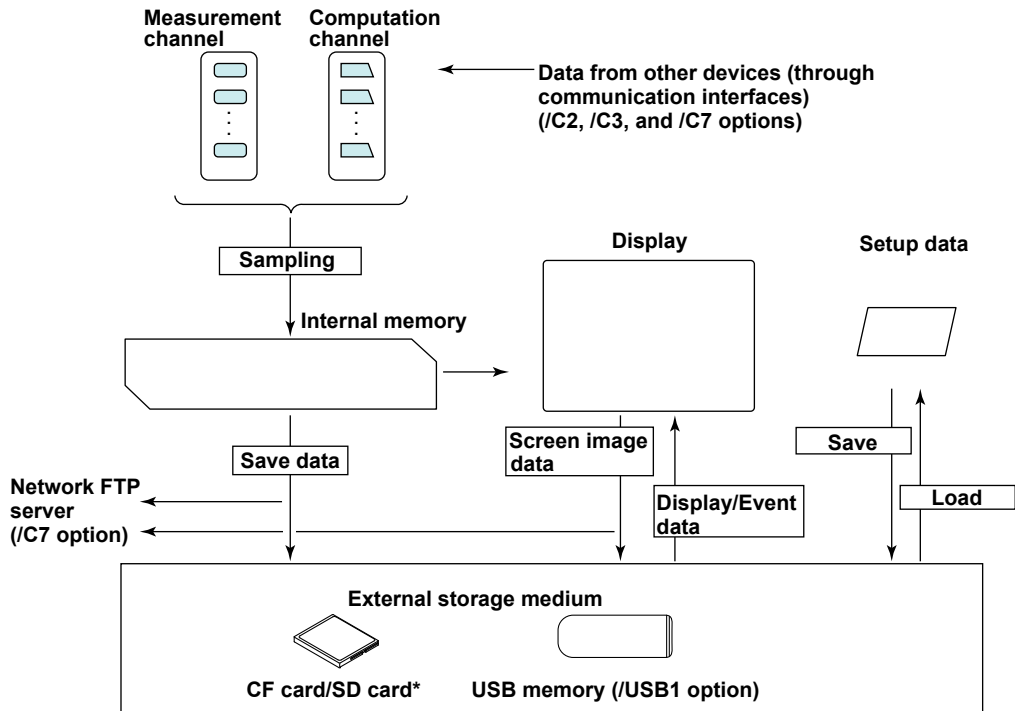 Measurement
channel
Computation
channel
Data from other devices (through
communication interfaces)
(/C2, /C3, and /C7 options)
Sampling
Display
Setup data
Internal memory
Save data
Screen image
data
Save
Network FTP
server
(/C7 option)
Display/Event
data
Load
External storage medium
CF card/SD card*
USB memory (/USB1 option)